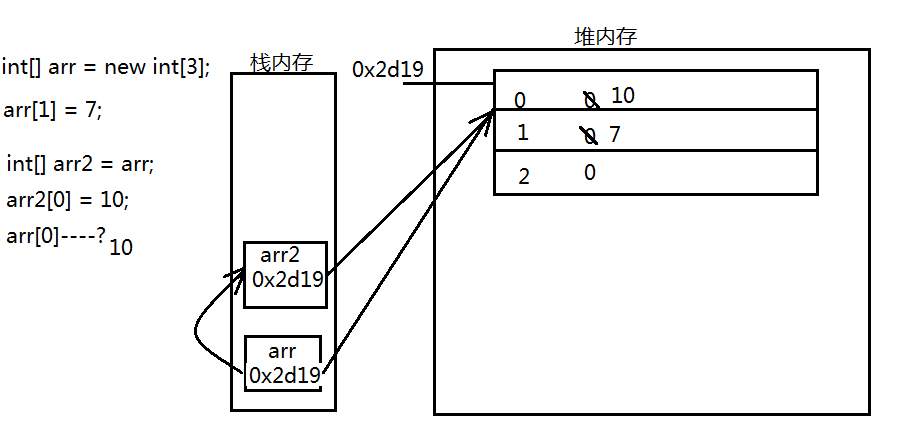 int[] arr = new int[3];
arr[1] = 7;
int[] arr2 = arr;
arr2[0] = 10;
arr[0]----?
10
栈内存
arr2
0x2d19
arr
0x2d19
堆内存
0x2d19
0 0 10
1 0 7
2 0